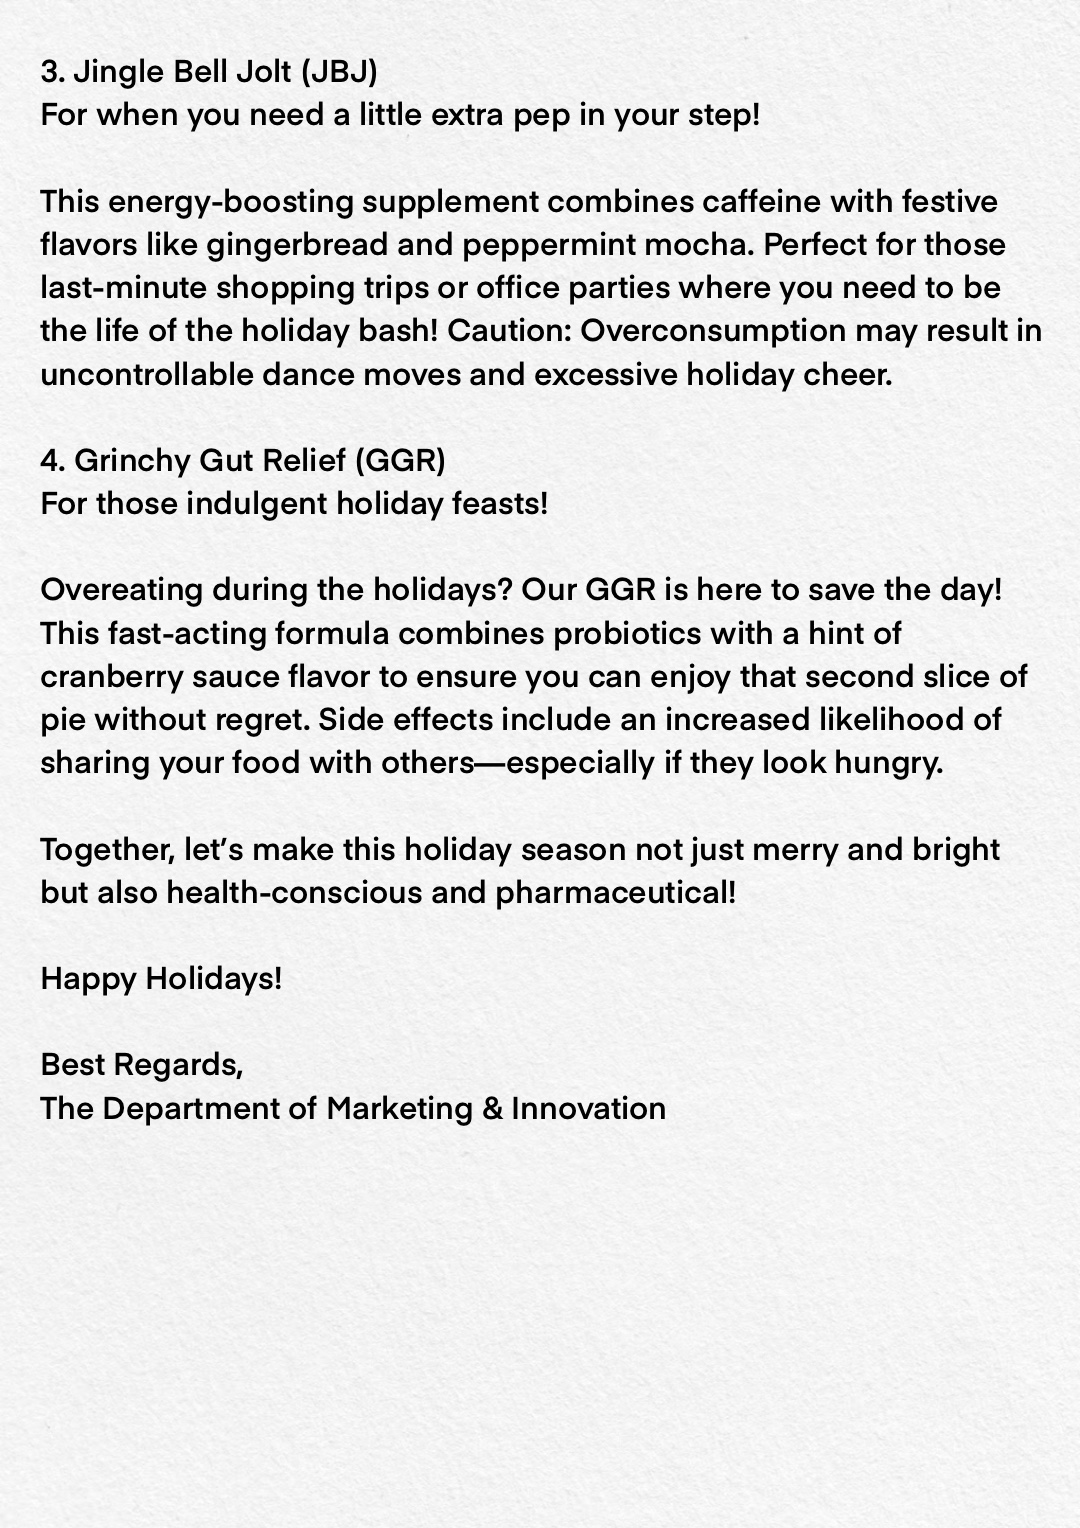 3. Jingle Bell Jolt (JBJ)
For when you need a little extra pep in your step!
This energy-boosting supplement combines caffeine with festive
flavors like gingerbread and peppermint mocha. Perfect for those
last-minute shopping trips or office parties where you need to be
the life of the holiday bash! Caution: Overconsumption may result in
uncontrollable dance moves and excessive holiday cheer.
4. Grinchy Gut Relief (GGR)
For those indulgent holiday feasts!
Overeating during the holidays? Our GGR is here to save the day!
This fast-acting formula combines probiotics with a hint of
cranberry sauce flavor to ensure you can enjoy that second slice of
pie without regret. Side effects include an increased likelihood of
sharing your food with others—especially if they look hungry.
Together, let’s make this holiday season not just merry and bright
but also health-conscious and pharmaceutical!
Happy Holidays!
Best Regards,
The Department of Marketing & Innovation